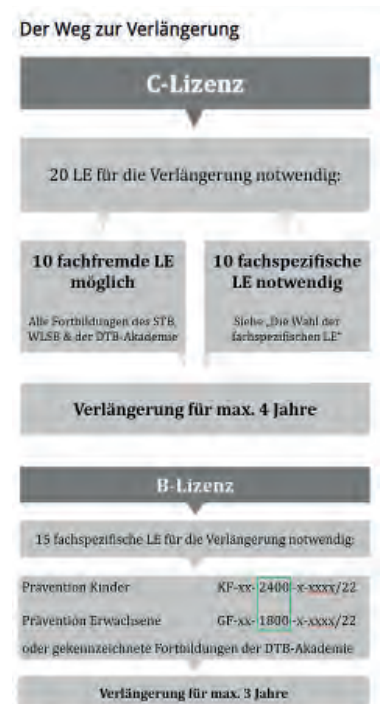 Der Weg zur Verlängerung
C-Lizenz
20 LE für die Verlängerung notwendig:
10 fachfremde LE
möglich
Alle Fortbildungen des STB,
WLSB & der DTB-Akademie
10 fachspezifische
LE notwendig
Siehe „Die Wahl der
fachspezifischen LE"
Verlängerung für max. 4 Jahre
B-Lizenz
15 fachspezifische LE für die Verlängerung notwendig:
Prävention Kinder KF-xx- 2400 -x-xxxx/22
Prävention Erwachsene GF-xx- 1800 -x-xxxx/22
oder gekennzeichnete Fortbildungen der DTB-Akademie
Verlängerung für max. 3 Jahre